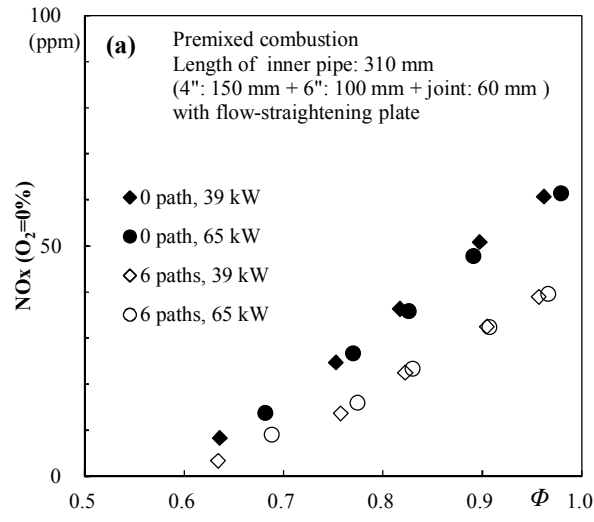 100
(ppm)
(a)
Premixed combustion
Length of inner pipe: 310 mm
(4": 150 mm + 6": 100 mm + joint: 60 mm )
with flow-straightening plate
0 path, 39 kW
0 path, 65 kW
6 paths, 39 kW
6 paths, 65 kW
NOx (O₂=0%)
50
0
0.5 0.6 0.7 0.8 0.9 Φ 1.0